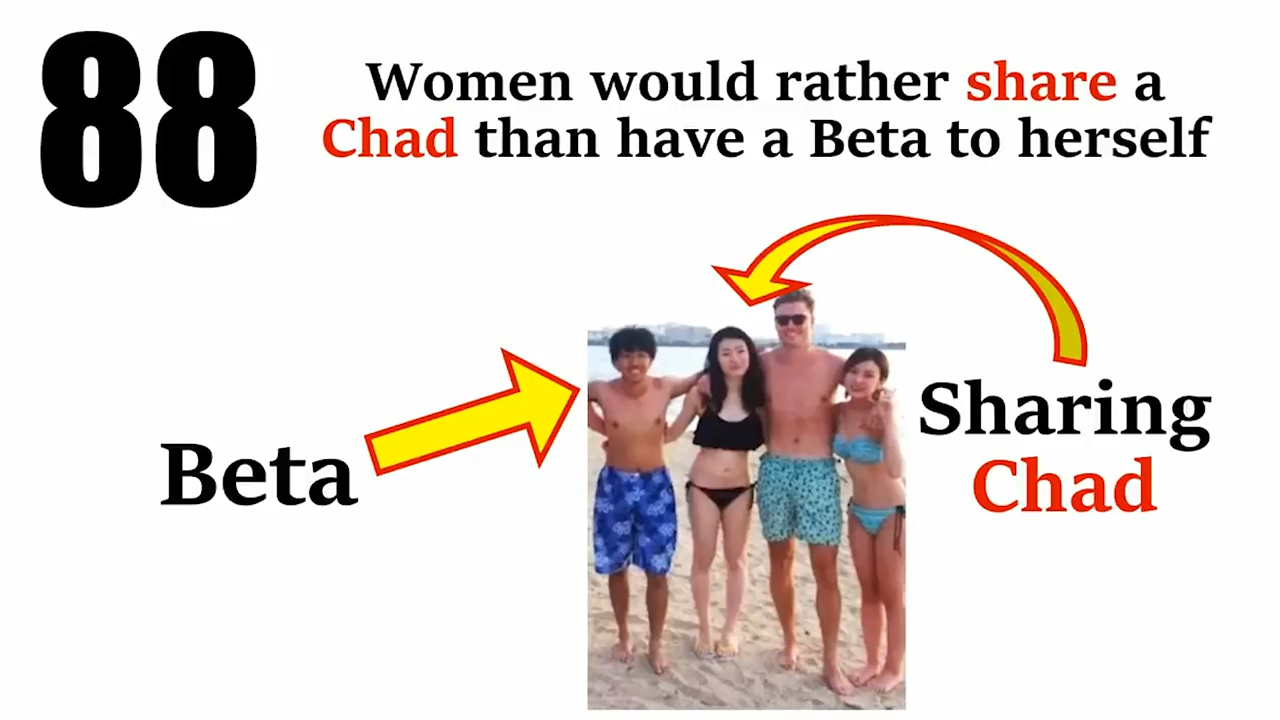 88
Women would rather share a
Chad than have a Beta to herself
Beta
Sharing
Chad